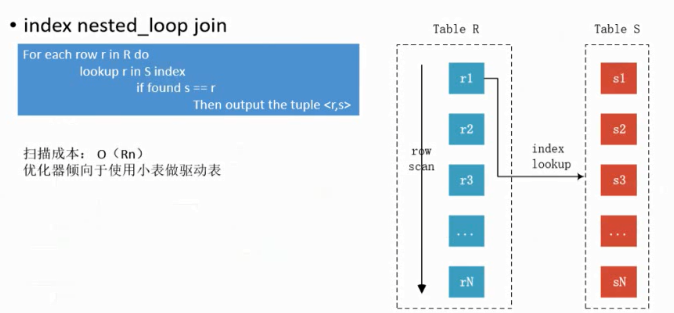 • index nested_loop join
For each row r in R do
lookup r in S index
if found s == r
Then output the tuple <r,s>
扫描成本： O（Rn）
优化器倾向于使用小表做驱动表
Table R
Table S
r1
s1
r2
s2
row
scan
index
lookup
r3
s3
...
...
rN
sN